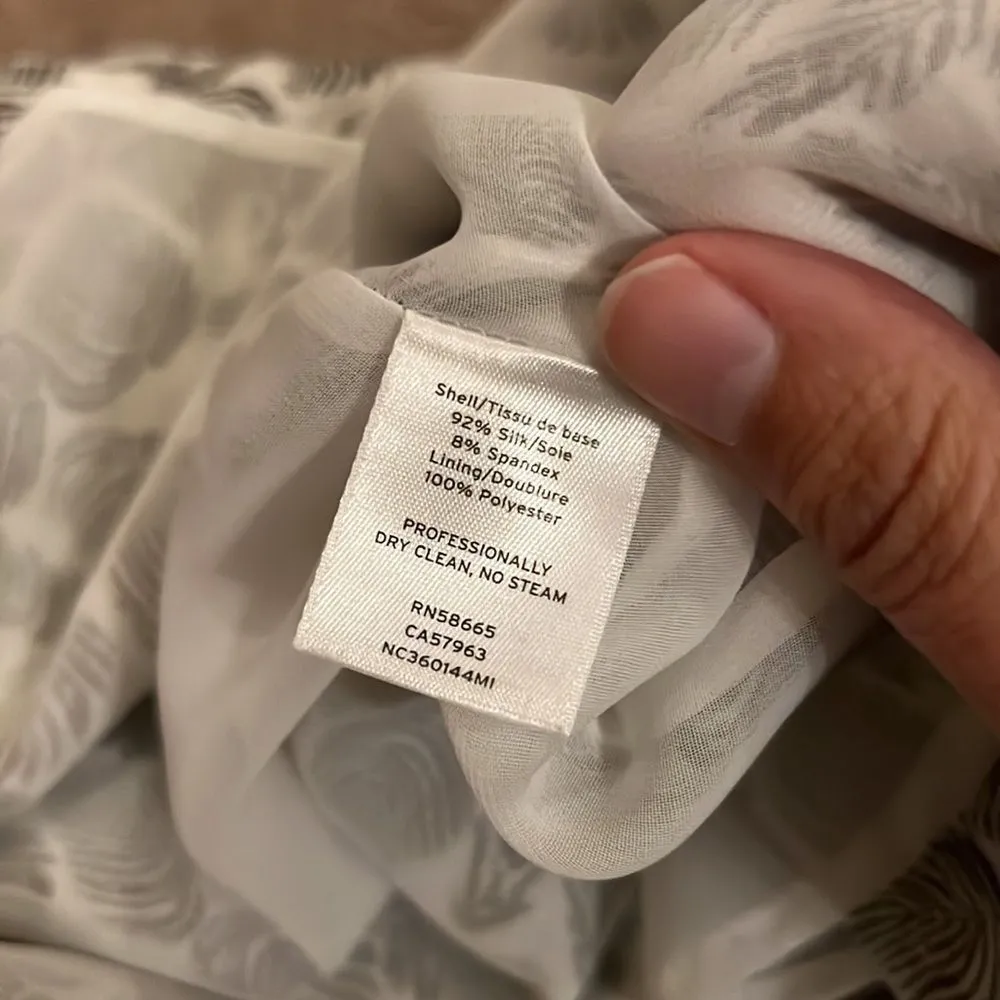 Shell/Tissu de base
92% Silk/Soie
8% Spandex
Lining/Doublure
100% Polyester
PROFESSIONALLY
DRY CLEAN, NO STEAM
RN58665
CA57963
NC360144MI